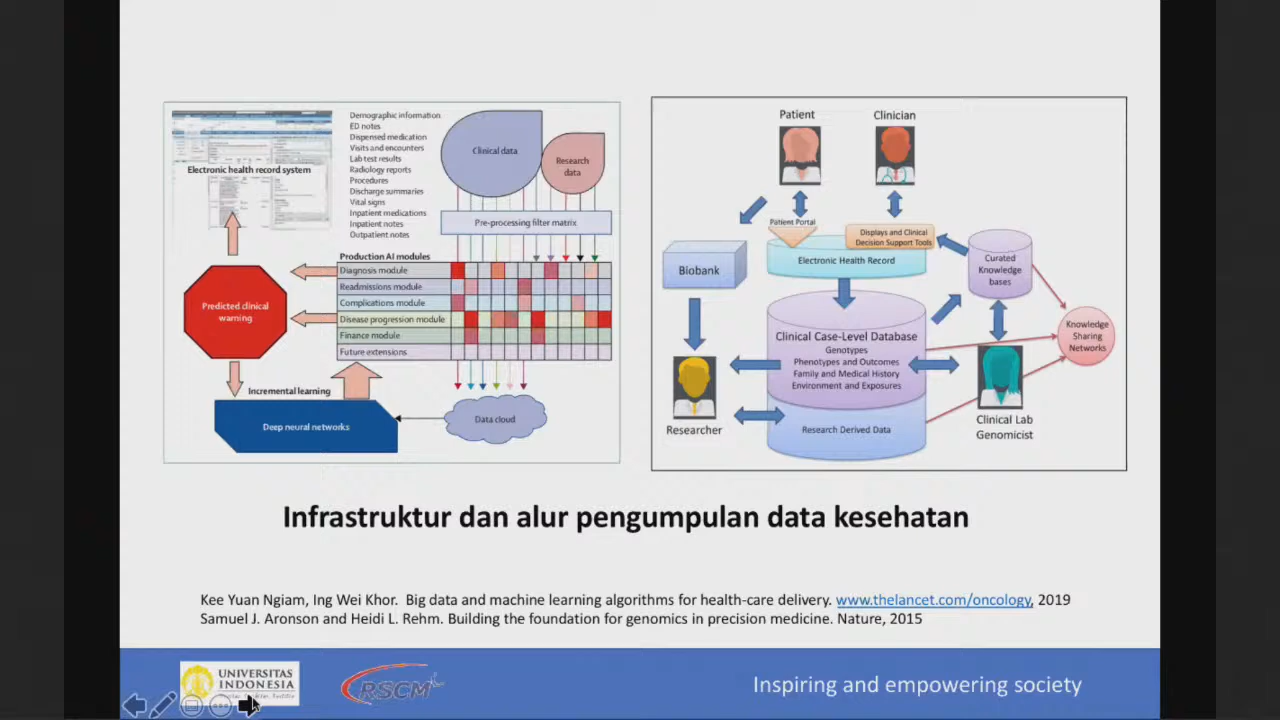 Electronic health record system
Demographic information
ED notes
Dispensed medication
Visits and encounters
Lab test results
Radiology reports
Procedures
Discharge summaries
Vital signs
Inpatient medications
Inpatient notes
Outpatient notes
Clinical data
Research
data
Pre-processing filter matrix
Production AI modules
Diagnosis module
Readmissions module
Complications module
Disease progression module
Finance module
Future extensions
Predicted clinical
warning
Incremental learning
Deep neural networks
Data cloud
Patient
Clinician
Patient Portal
Displays and Clinical
Decision Support Tools
Biobank
Electronic Health Record
Curated
Knowledge
bases
Clinical Case-Level Database
Genotypes
Phenotypes and Outcomes
Family and Medical History
Environment and Exposures
Knowledge
Sharing
Networks
Researcher
Research Derived Data
Clinical Lab
Genomicist
Infrastruktur dan alur pengumpulan data kesehatan
Kee Yuan Ngiam, Ing Wei Khor. Big data and machine learning algorithms for health-care delivery. www.thelancet.com/oncology, 2019
Samuel J. Aronson and Heidi L. Rehm. Building the foundation for genomics in precision medicine. Nature, 2015
UNIVERSITAS
INDONESIA
RSCM
Inspiring and empowering society